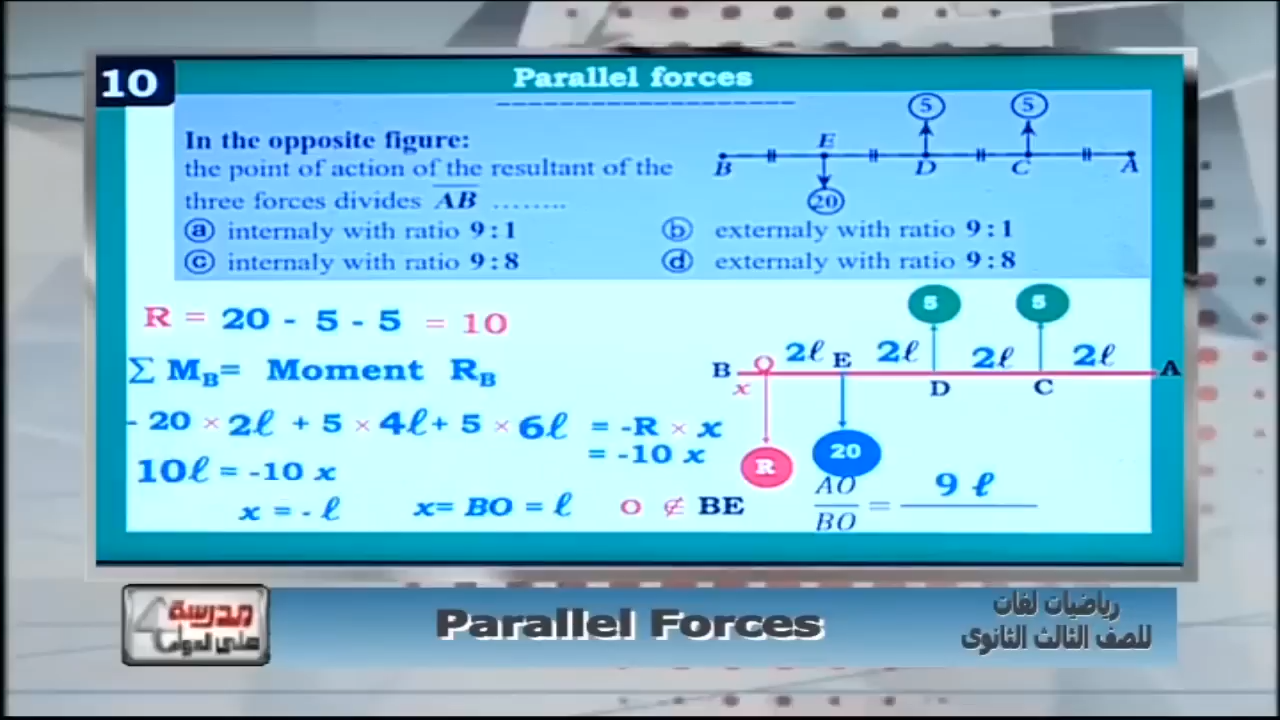 10
Parallel forces
In the opposite figure:
the point of action of the resultant of the
three forces divides AB ........
5 5
E
B D C A
20
ⓐ internaly with ratio 9 : 1
ⓑ externaly with ratio 9 : 1
ⓒ internaly with ratio 9 : 8
ⓓ externaly with ratio 9 : 8
R = 20 - 5 - 5 = 10
∑ M_B = Moment R_B
- 20 × 2ℓ + 5 × 4ℓ + 5 × 6ℓ = -R × x
= -10 x
10ℓ = -10 x
x = - ℓ x= BO = ℓ O ∉ BE
5 5
B O 2ℓ E 2ℓ 2ℓ 2ℓ A
x D C
R 20
AO/BO = 9 ℓ
مدرسة
على الهواء
4
Parallel Forces
رياضيات لغات
للصف الثالث الثانوى